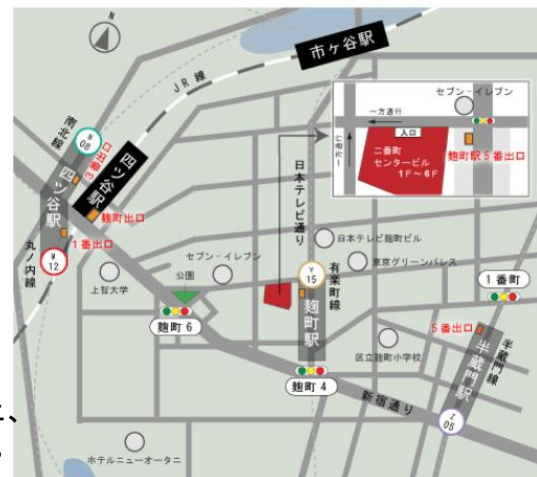 N
市ヶ谷駅
JR線
南北線
N
08
3番出口
四ツ谷駅
四ツ谷駅
麹町出口
1番出口
丸ノ内線
M
12
上智大学
セブン‐イレブン
公園
麹町6
日本テレビ通り
日本テレビ麹町ビル
東京グリーンパレス
Y
15
有楽町線
麹町駅
麹町4
1番町
5番出口
半蔵門線
半蔵門駅
Z
05
区立麹町小学校
新宿通り
ホテルニューオータニ
セブン‐イレブン
一方通行
一方通行
入口
二番町
センタービル
1F~6F
麹町駅5番出口